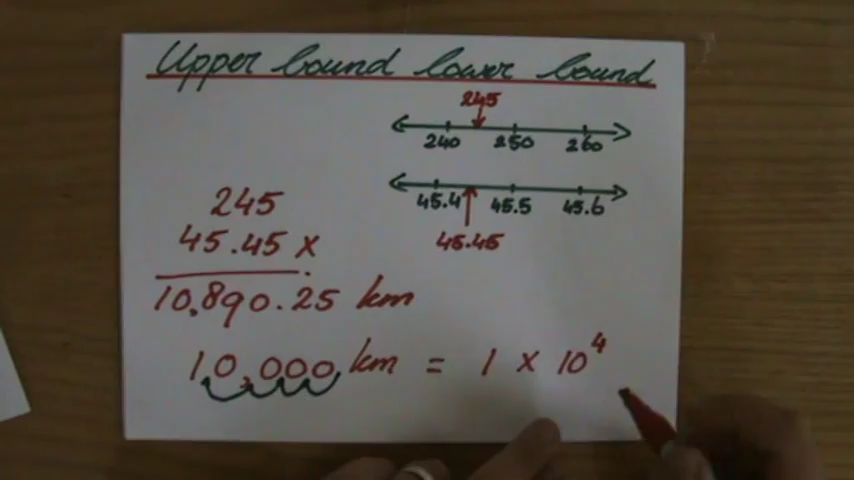 Upper bound lower bound
245
240 250 260
45.4 45.5 45.6
45.45
245
45.45 x
10,890.25 km
10,000 km = 1 x 10⁴